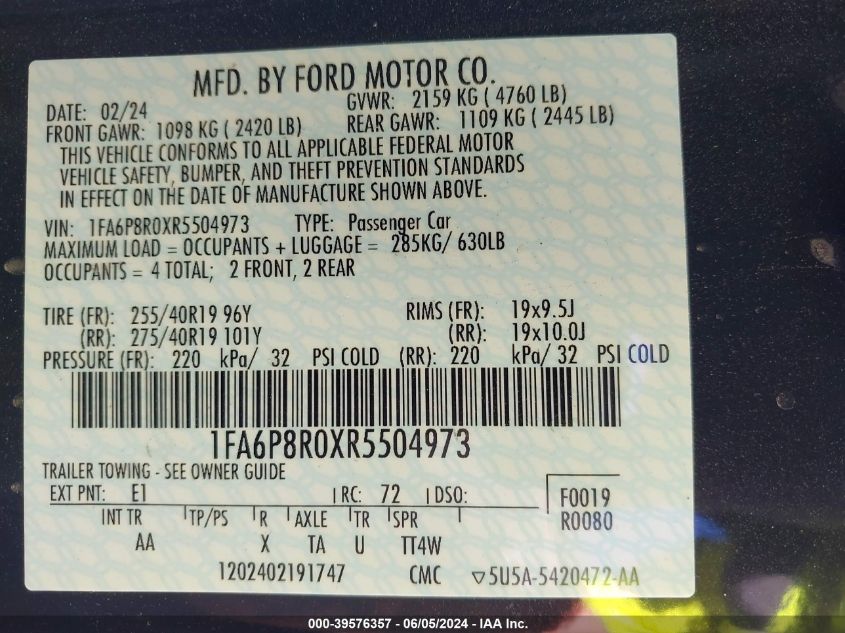 MFD. BY FORD MOTOR CO.
DATE: 02/24 GVWR: 2159 KG ( 4760 LB)
FRONT GAWR: 1098 KG ( 2420 LB) REAR GAWR: 1109 KG ( 2445 LB)
THIS VEHICLE CONFORMS TO ALL APPLICABLE FEDERAL MOTOR
VEHICLE SAFETY, BUMPER, AND THEFT PREVENTION STANDARDS
IN EFFECT ON THE DATE OF MANUFACTURE SHOWN ABOVE.
VIN: 1FA6P8R0XR5504973 TYPE: Passenger Car
MAXIMUM LOAD = OCCUPANTS + LUGGAGE = 285KG/ 630LB
OCCUPANTS = 4 TOTAL; 2 FRONT, 2 REAR
TIRE (FR): 255/40R19 96Y RIMS (FR): 19x9.5J
(RR): 275/40R19 101Y (RR): 19x10.0J
PRESSURE (FR): 220 kPa/ 32 PSI COLD (RR): 220 kPa/ 32 PSI COLD
1FA6P8R0XR5504973
TRAILER TOWING - SEE OWNER GUIDE
EXT PNT: E1 RC: 72 DSO: F0019
INT TR TP/PS R AXLE TR SPR R0080
AA X TA U TT4W
1202402191747 CMC ▽5U5A-5420472-AA
000-39576357 - 06/05/2024 - IAA Inc.